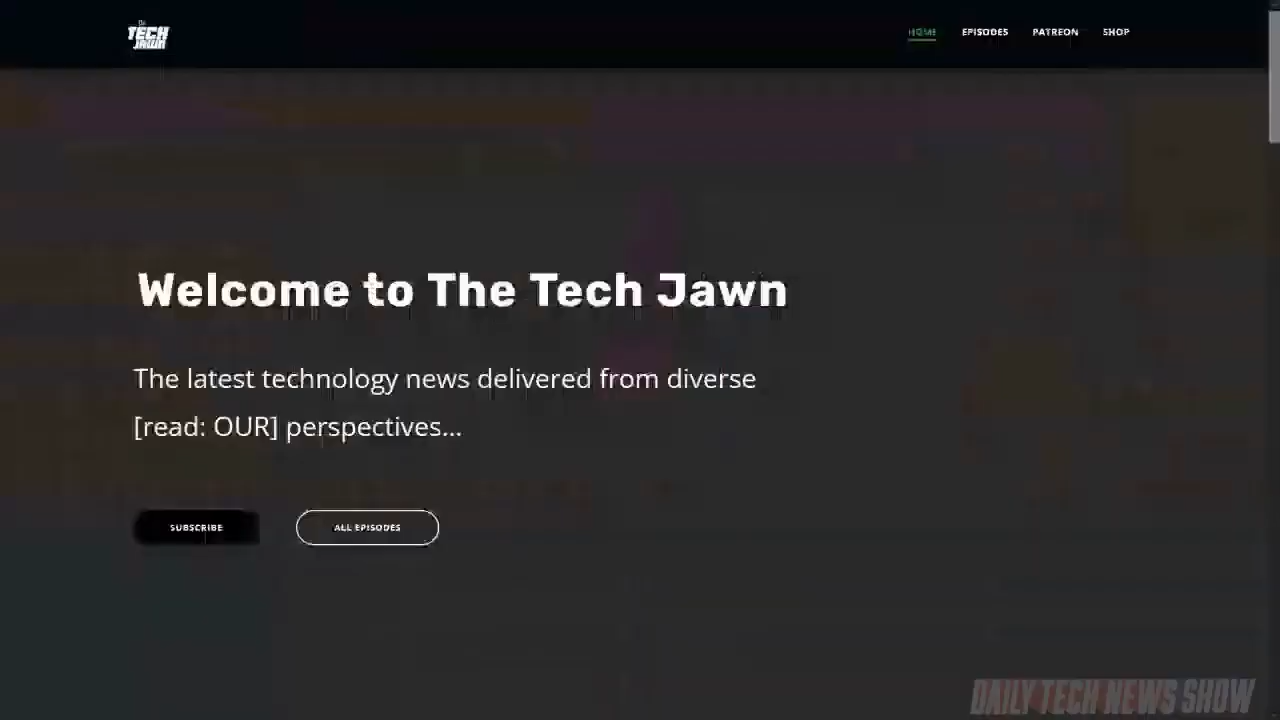 Da
TECH
JAWN
HOME EPISODES PATREON SHOP
Welcome to The Tech Jawn
The latest technology news delivered from diverse
[read: OUR] perspectives...
SUBSCRIBE ALL EPISODES
DAILY TECH NEWS SHOW